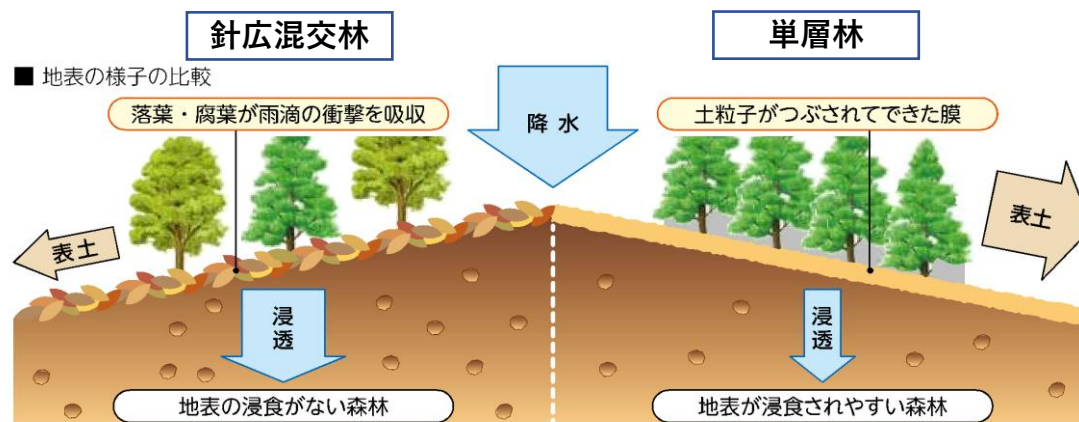 針広混交林
単層林
■ 地表の様子の比較
落葉・腐葉が雨滴の衝撃を吸収
降水
土粒子がつぶされてできた膜
表土
表土
浸透
浸透
地表の浸食がない森林
地表が浸食されやすい森林